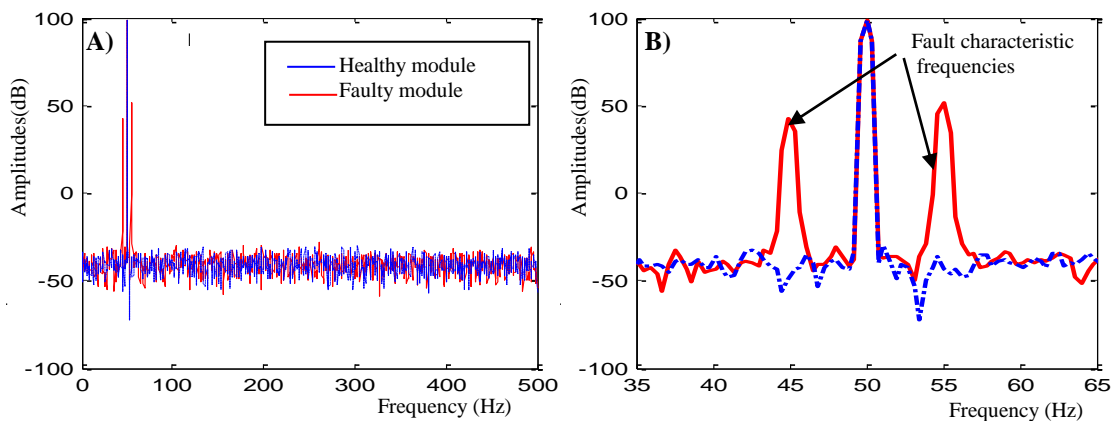 A)
Healthy module
Faulty module
Amplitudes(dB)
100
50
0
-50
-100
0
100
200
300
400
500
Frequency (Hz)
B)
Fault characteristic
frequencies
Amplitudes(dB)
100
50
0
-50
-100
35
40
45
50
55
60
65
Frequency (Hz)